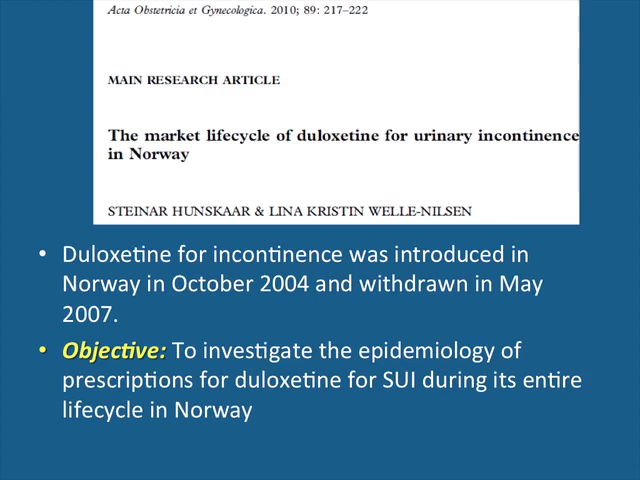 Acta Obstetricia et Gynecologica. 2010; 89: 217–222
MAIN RESEARCH ARTICLE
The market lifecycle of duloxetine for urinary incontinence
in Norway
STEINAR HUNSKAAR & LINA KRISTIN WELLE-NILSEN
• Duloxetine for incontinence was introduced in
Norway in October 2004 and withdrawn in May
2007.
• Objective: To investigate the epidemiology of
prescriptions for duloxetine for SUI during its entire
lifecycle in Norway